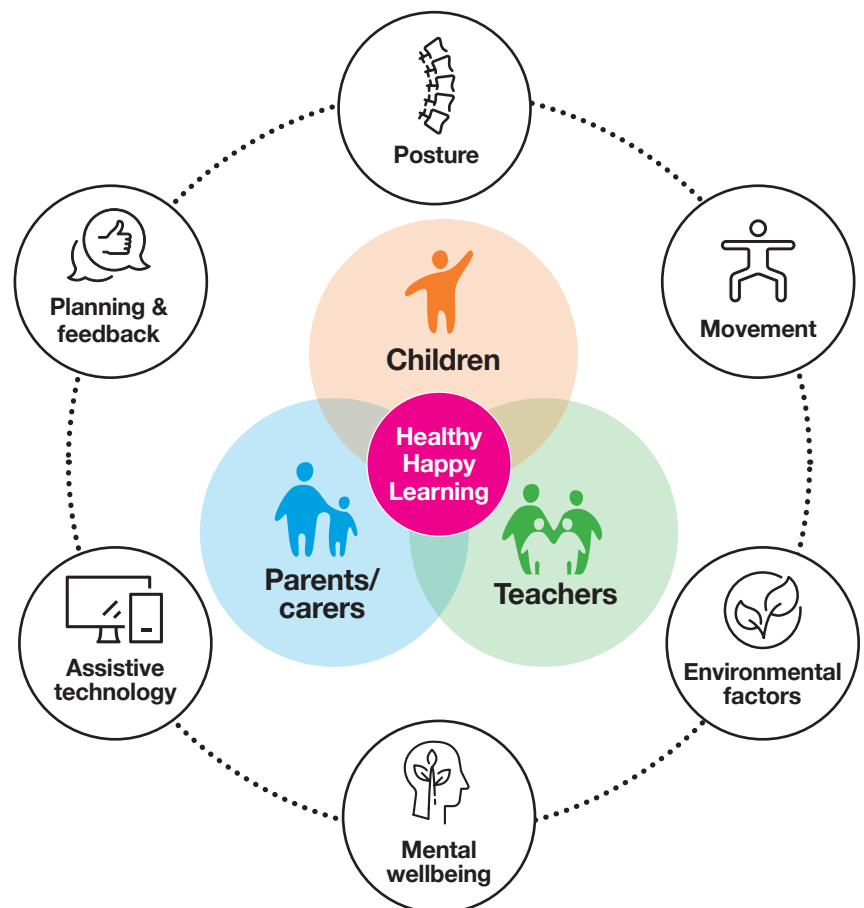 Posture
Planning &
feedback
Movement
Children
Healthy
Happy
Learning
Parents/
carers
Teachers
Assistive
technology
Environmental
factors
Mental
wellbeing